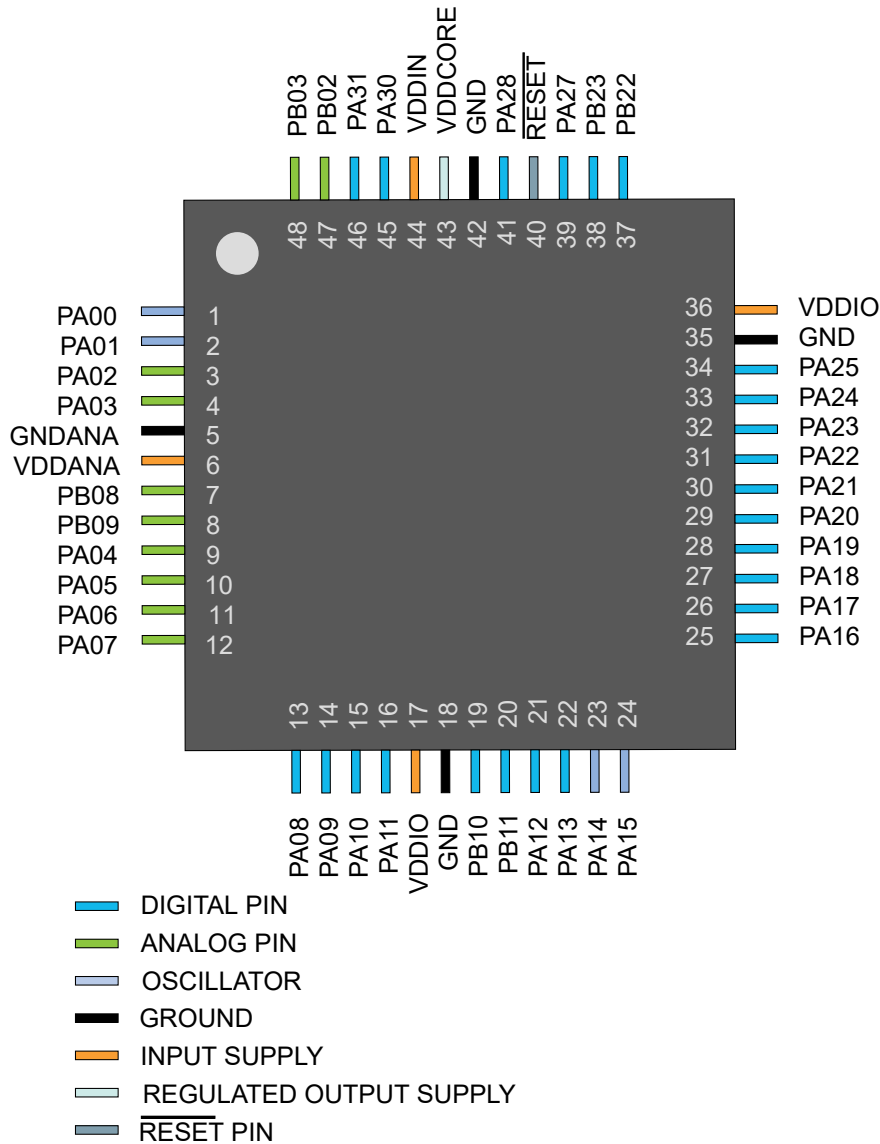 PB03
PB02
PA31
PA30
VDDIN
VDDCORE
GND
PA28
RESET
PA27
PB23
PB22
48
47
46
45
44
43
42
41
40
39
38
37
PA00 1
PA01 2
PA02 3
PA03 4
GNDANA 5
VDDANA 6
PB08 7
PB09 8
PA04 9
PA05 10
PA06 11
PA07 12
36 VDDIO
35 GND
34 PA25
33 PA24
32 PA23
31 PA22
30 PA21
29 PA20
28 PA19
27 PA18
26 PA17
25 PA16
13
14
15
16
17
18
19
20
21
22
23
24
PA08
PA09
PA10
PA11
VDDIO
GND
PB10
PB11
PA12
PA13
PA14
PA15
DIGITAL PIN
ANALOG PIN
OSCILLATOR
GROUND
INPUT SUPPLY
REGULATED OUTPUT SUPPLY
RESET PIN